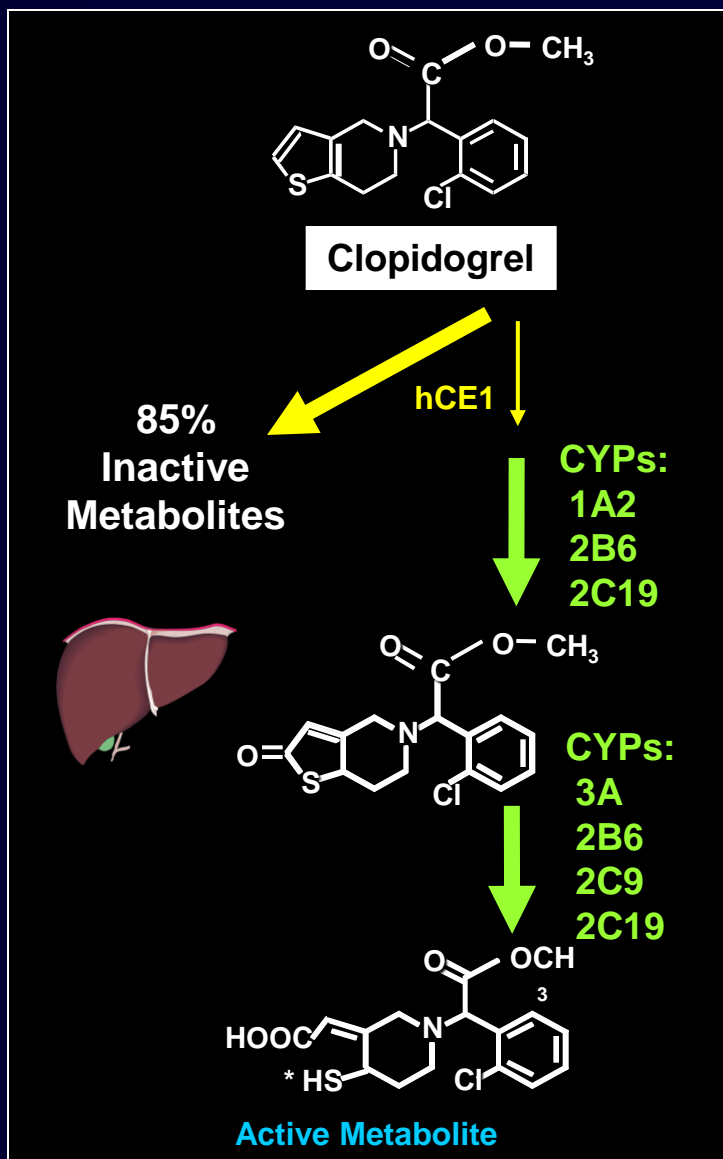 O
O
CH₃
C
N
S
Cl
Clopidogrel
hCE1
85%
Inactive
Metabolites
CYPs:
1A2
2B6
2C19
O
O
CH₃
C
N
O
S
Cl
CYPs:
3A
2B6
2C9
2C19
O
OCH
3
N
HOOC
* HS
Cl
Active Metabolite